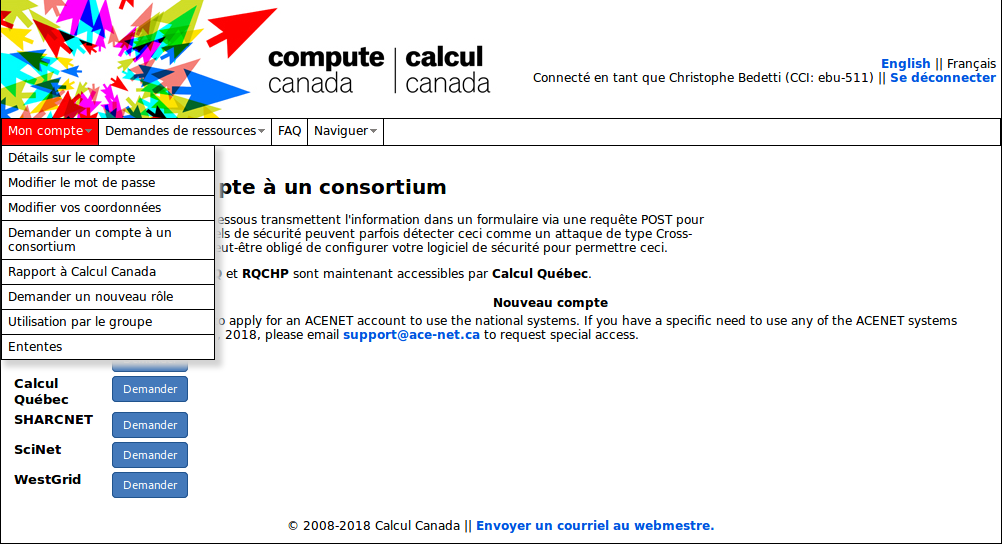 compute calcul
canada canada
English || Français
Connecté en tant que Christophe Bedetti (CCI: ebu-511) || Se déconnecter
Mon compte Demandes de ressources FAQ Naviguer
Détails sur le compte
Modifier le mot de passe
Modifier vos coordonnées
Demander un compte à un
consortium
Rapport à Calcul Canada
Demander un nouveau rôle
Utilisation par le groupe
Ententes
pte à un consortium
essous transmettent l'information dans un formulaire via une requête POST pour
els de sécurité peuvent parfois détecter ceci comme un attaque de type Cross-
eut-être obligé de configurer votre logiciel de sécurité pour permettre ceci.
et RQCHP sont maintenant accessibles par Calcul Québec.
Nouveau compte
o apply for an ACENET account to use the national systems. If you have a specific need to use any of the ACENET systems
. 2018, please email support@ace-net.ca to request special access.
Calcul
Québec Demander
SHARCNET Demander
SciNet Demander
WestGrid Demander
© 2008-2018 Calcul Canada || Envoyer un courriel au webmestre.